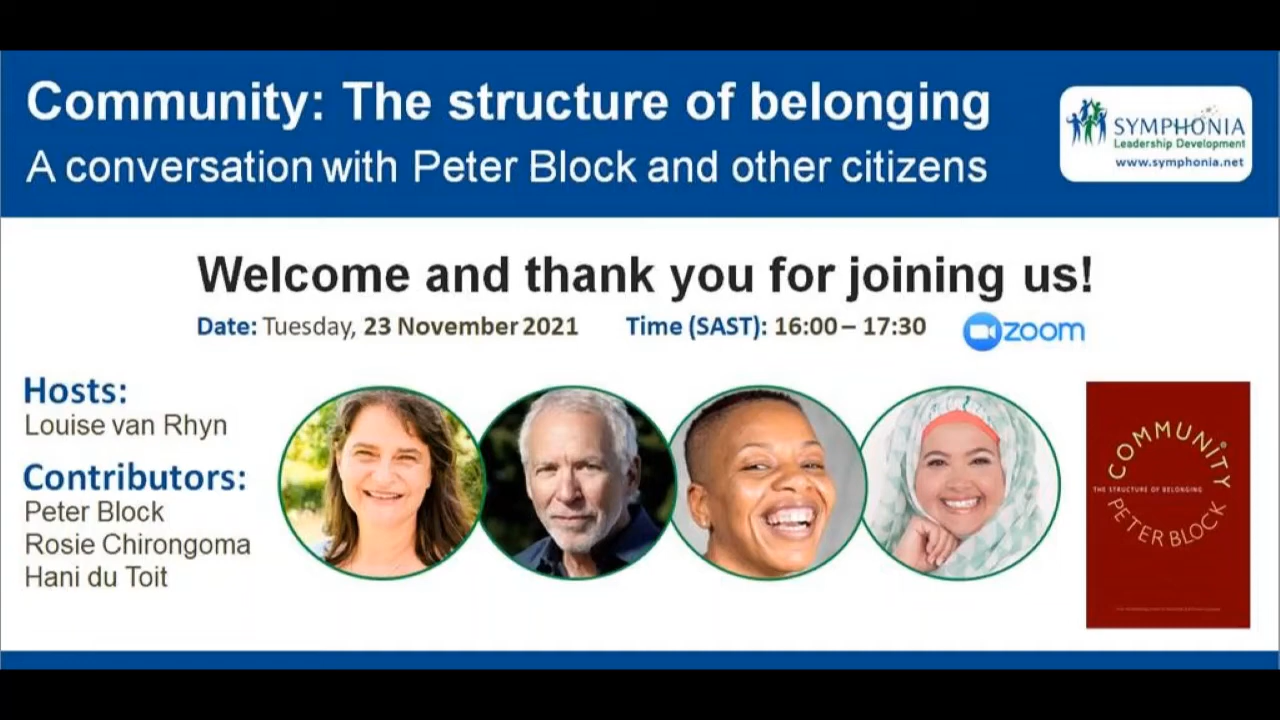 Community: The structure of belonging
A conversation with Peter Block and other citizens
SYMPHONIA
Leadership Development
www.symphonia.net
Welcome and thank you for joining us!
Date: Tuesday, 23 November 2021 Time (SAST): 16:00 – 17:30 zoom
Hosts:
Louise van Rhyn
Contributors:
Peter Block
Rosie Chirongoma
Hani du Toit
COMMUNITY
THE STRUCTURE OF BELONGING
PETER BLOCK